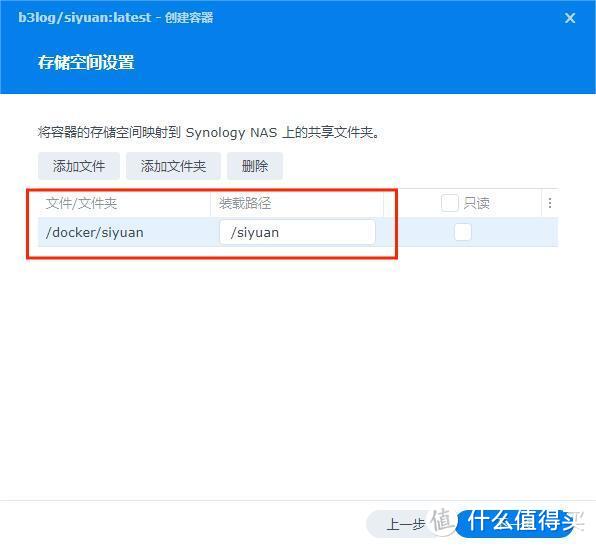 b3log/siyuan:latest - 创建容器
存储空间设置
将容器的存储空间映射到 Synology NAS 上的共享文件夹。
添加文件 添加文件夹 删除
文件/文件夹 装载路径 只读
/docker/siyuan /siyuan
上一步
值 什么值得买